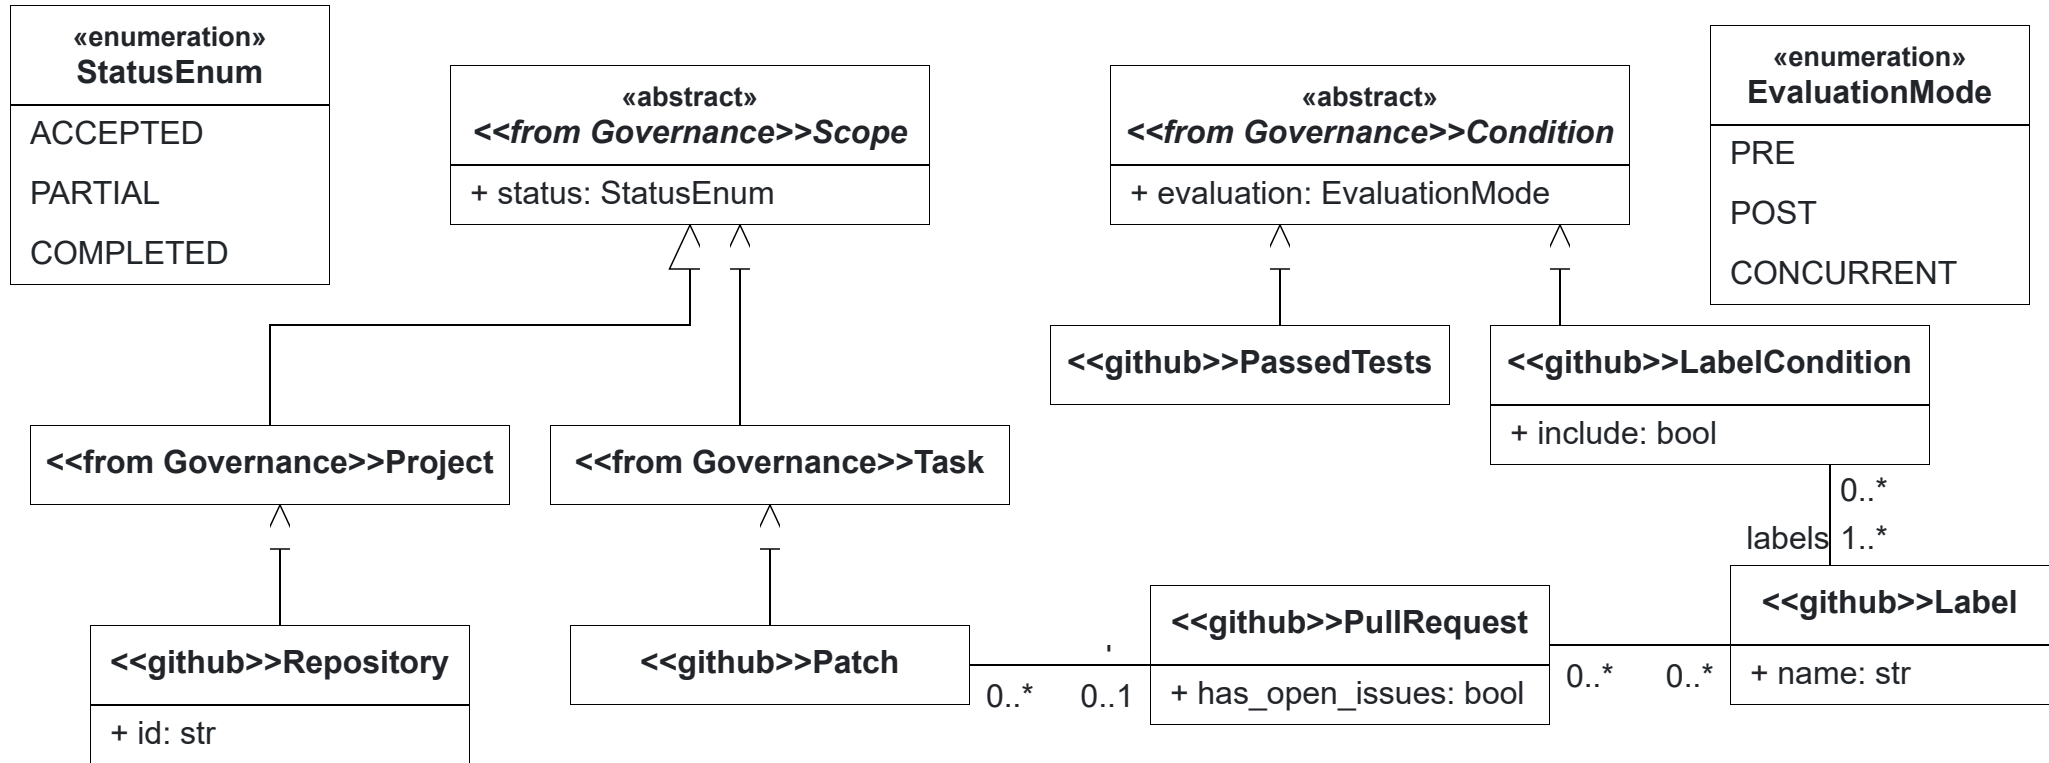 «enumeration»
StatusEnum
ACCEPTED
PARTIAL
COMPLETED
«abstract»
<<from Governance>>Scope
+ status: StatusEnum
«abstract»
<<from Governance>>Condition
+ evaluation: EvaluationMode
«enumeration»
EvaluationMode
PRE
POST
CONCURRENT
<<github>>PassedTests
<<github>>LabelCondition
+ include: bool
<<from Governance>>Project
<<from Governance>>Task
0..*
labels 1..*
<<github>>Repository
+ id: str
<<github>>Patch
0..* 0..1
<<github>>PullRequest
+ has_open_issues: bool
0..* 0..*
<<github>>Label
+ name: str